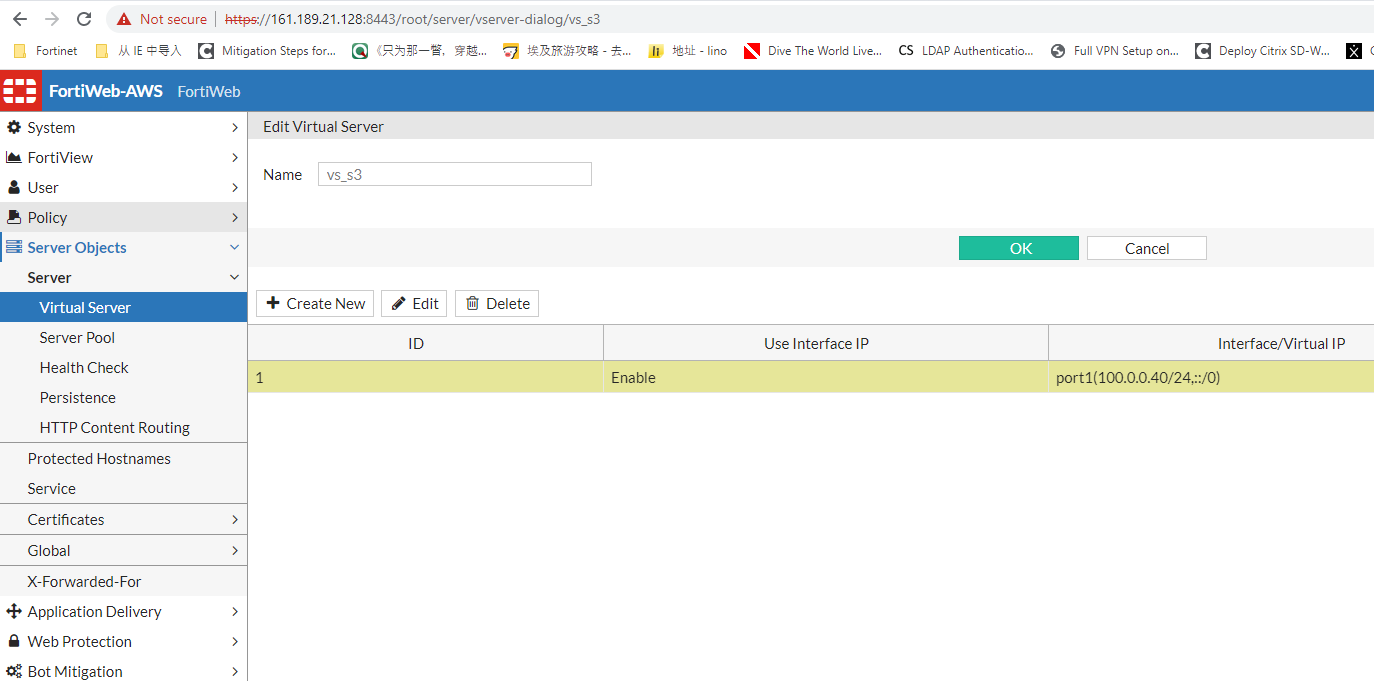 Not secure | https://161.189.21.128:8443/root/server/vserver-dialog/vs_s3
Fortinet 从 IE 中导入 Mitigation Steps for... 《只为那一瞥，穿越... 埃及旅游攻略 - 去... 地址 - lino Dive The World Live... CS LDAP Authenticatio... Full VPN Setup on... Deploy Citrix SD-W...
FortiWeb-AWS FortiWeb
System
FortiView
User
Policy
Server Objects
Server
Virtual Server
Server Pool
Health Check
Persistence
HTTP Content Routing
Protected Hostnames
Service
Certificates
Global
X-Forwarded-For
Application Delivery
Web Protection
Bot Mitigation
Edit Virtual Server
Name vs_s3
OK Cancel
Create New Edit Delete
ID Use Interface IP Interface/Virtual IP
1 Enable port1(100.0.0.40/24,::/0)